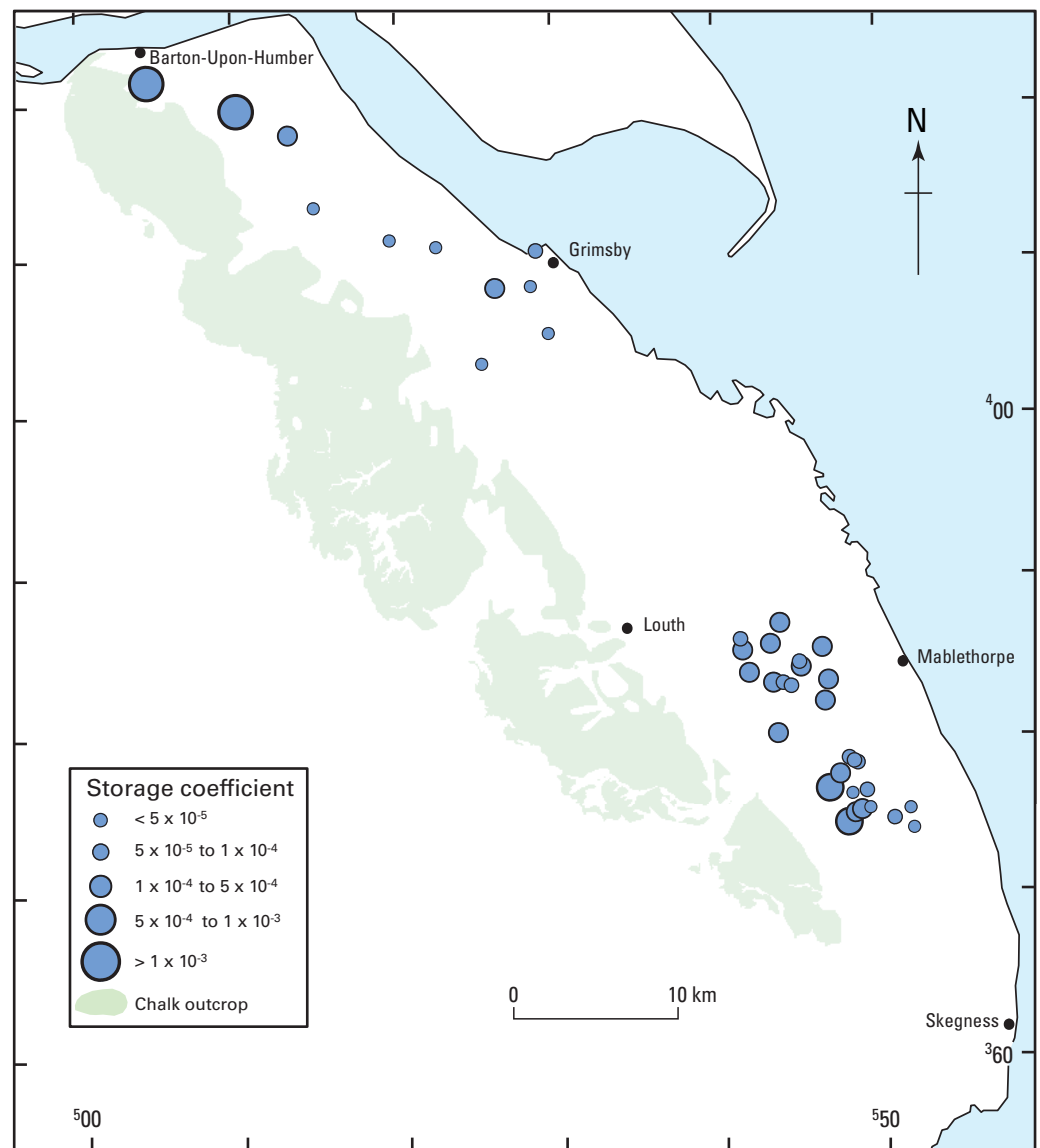 Barton-Upon-Humber
N
Grimsby
⁴00
Louth
Mablethorpe
Storage coefficient
< 5 x 10⁻⁵
5 x 10⁻⁵ to 1 x 10⁻⁴
1 x 10⁻⁴ to 5 x 10⁻⁴
5 x 10⁻⁴ to 1 x 10⁻³
> 1 x 10⁻³
Chalk outcrop
0 10 km
Skegness
³60
⁵00
⁵50